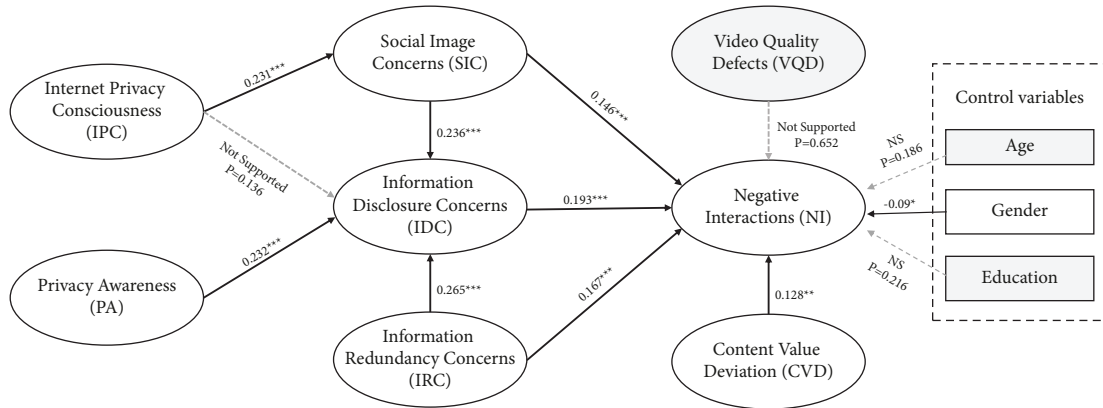 Social Image
Concerns (SIC)
Video Quality
Defects (VQD)
Internet Privacy
Consciousness
(IPC)
0.231***
0.146***
Control variables
0.236***
Not Supported
P=0.652
NS
P=0.186
Age
Not Supported
P=0.136
Information
Disclosure Concerns
(IDC)
0.193***
Negative
Interactions (NI)
-0.09*
Gender
0.232***
NS
P=0.216
Education
Privacy Awareness
(PA)
0.265***
0.167***
0.128**
Information
Redundancy Concerns
(IRC)
Content Value
Deviation (CVD)